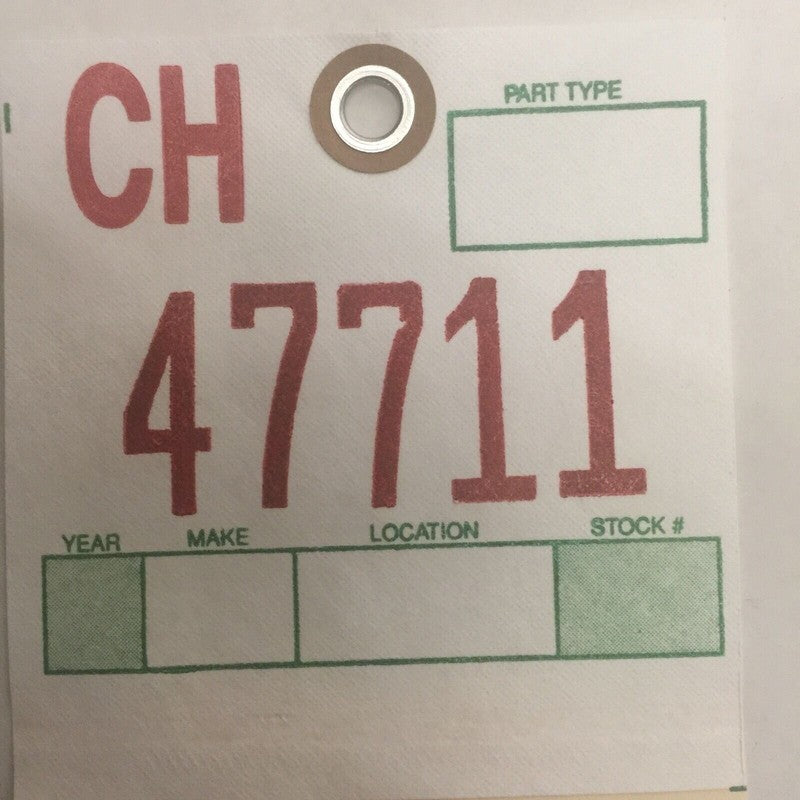 CH
PART TYPE
47711
YEAR MAKE LOCATION STOCK #